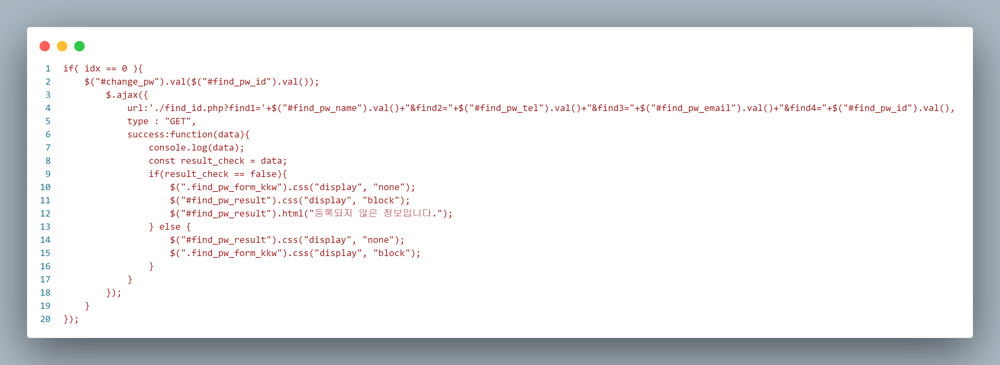 1 if( idx == 0 ){
2 $("#change_pw").val($("#find_pw_id").val());
3 $.ajax({
4 url:'./find_id.php?find1='+$("#find_pw_name").val()+"&find2="+$("#find_pw_tel").val()+"&find3="+$("#find_pw_email").val()+"&find4="+$("#find_pw_id").val(),
5 type : "GET",
6 success:function(data){
7 console.log(data);
8 const result_check = data;
9 if(result_check == false){
10 $(".find_pw_form_kkw").css("display", "none");
11 $("#find_pw_result").css("display", "block");
12 $("#find_pw_result").html("등록되지 않은 정보입니다.");
13 } else {
14 $("#find_pw_result").css("display", "none");
15 $(".find_pw_form_kkw").css("display", "block");
16 }
17 }
18 });
19 }
20 });